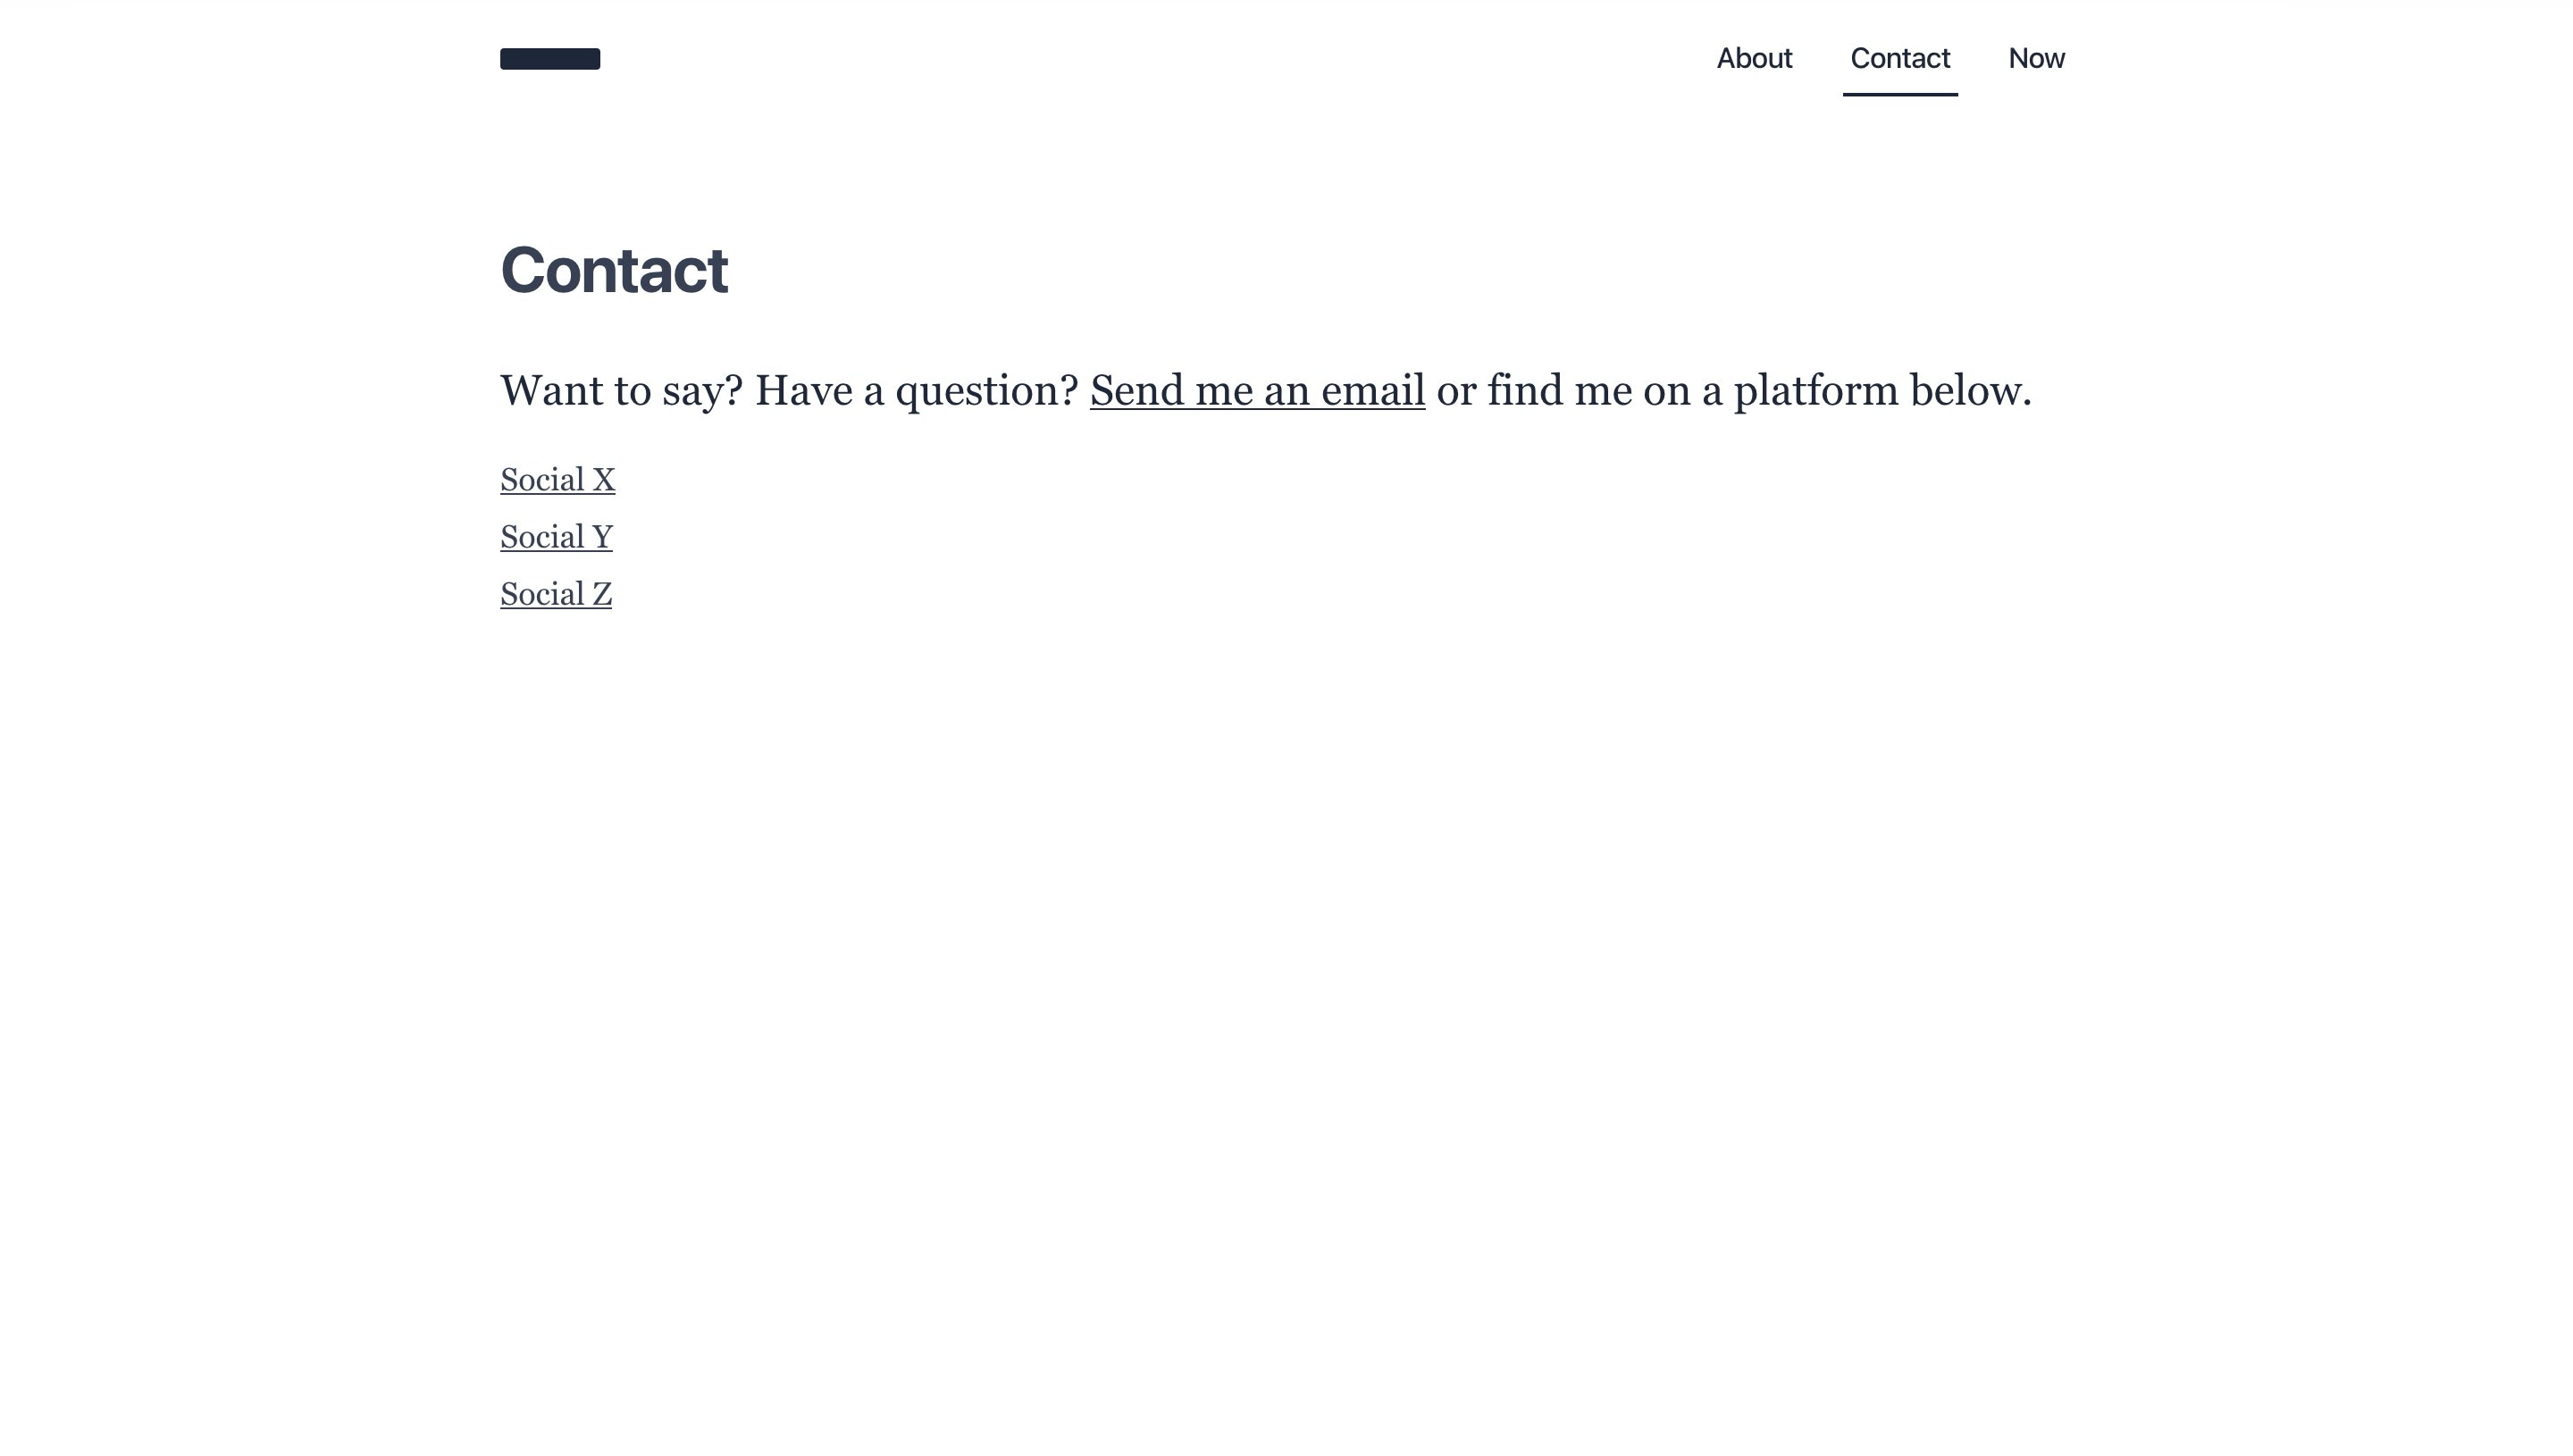 About Contact Now
Contact
Want to say? Have a question? Send me an email or find me on a platform below.
Social X
Social Y
Social Z